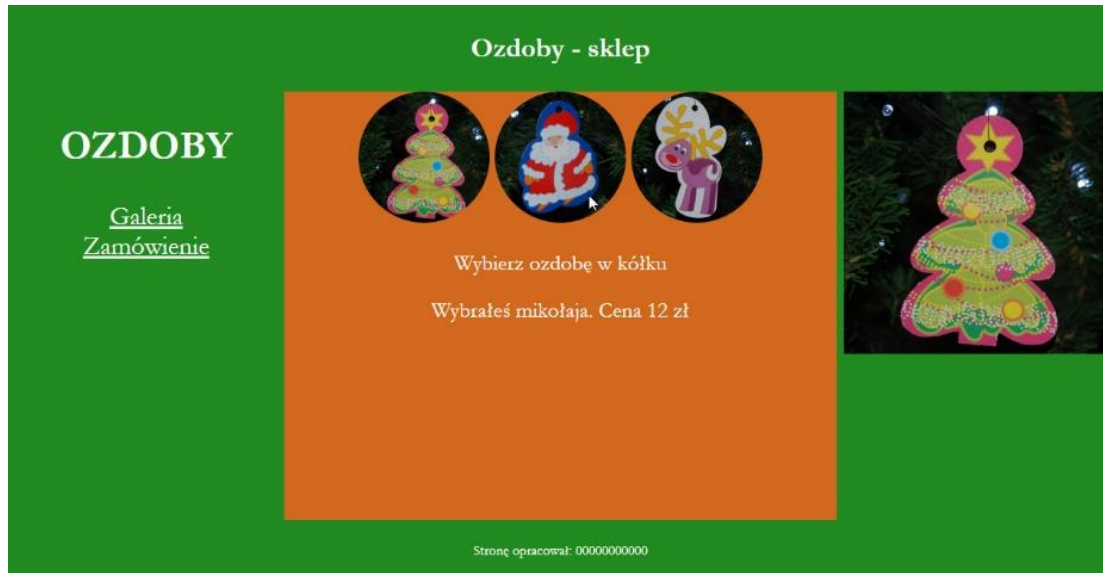 Ozdoby - sklep
OZDOBY
Galeria
Zamówienie
Wybierz ozdobę w kółku
Wybrałeś mikołaja. Cena 12 zł
Stronę opracował: 00000000000